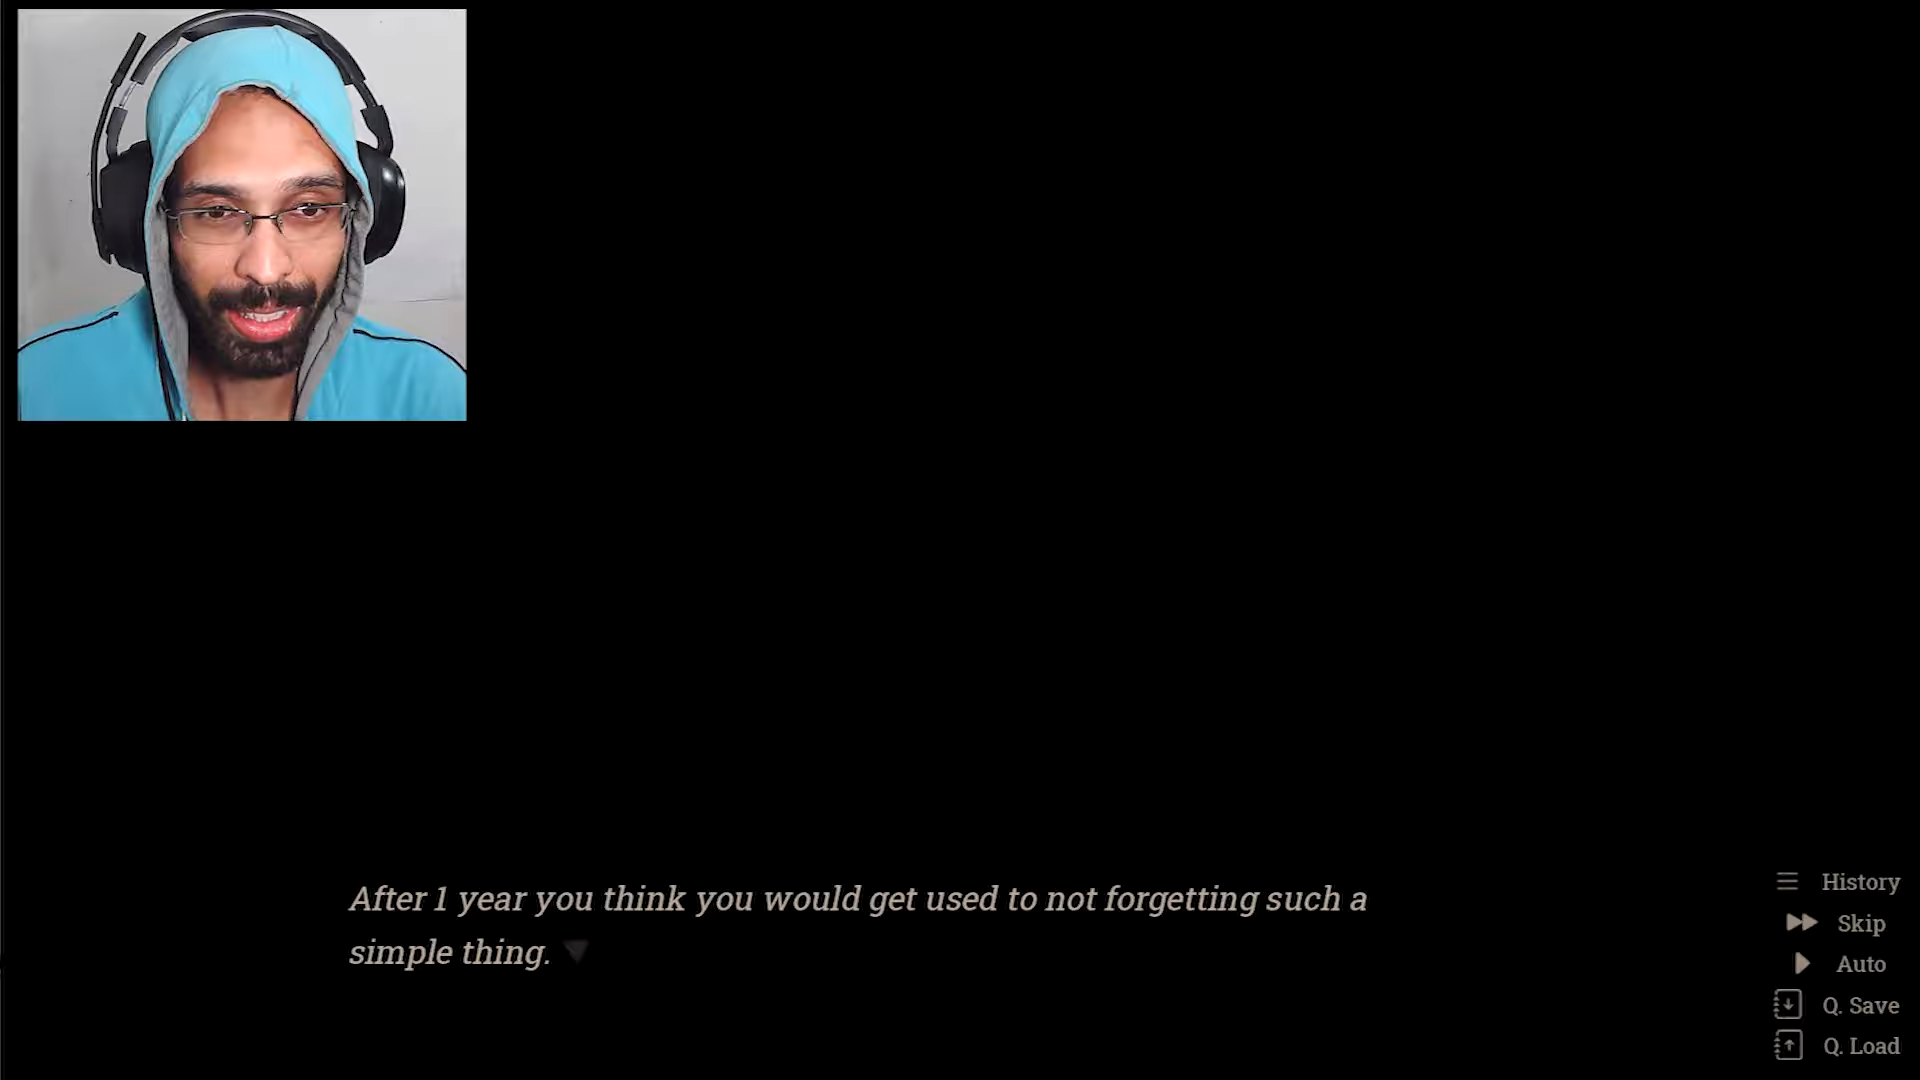 After 1 year you think you would get used to not forgetting such a
simple thing.
History
Skip
Auto
Q. Save
Q. Load